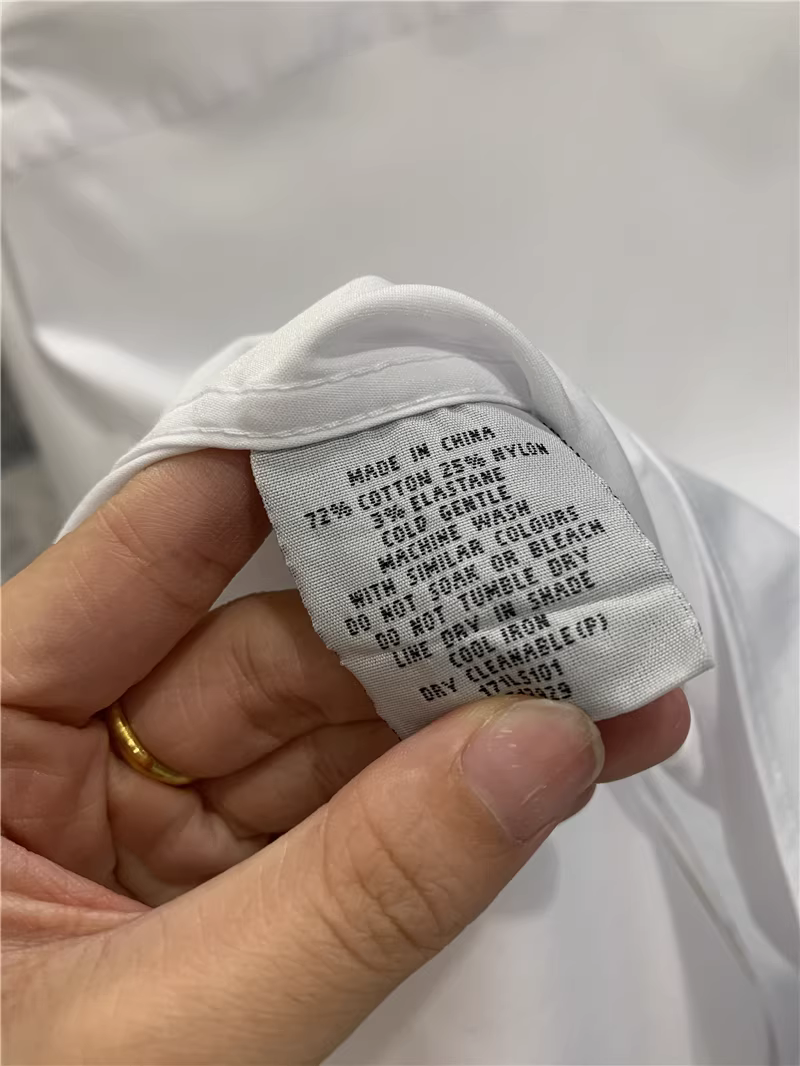 MADE IN CHINA
72% COTTON 25% NYLON
3% ELASTANE
COLD GENTLE
MACHINE WASH
WITH SIMILAR COLOURS
DO NOT SOAK OR BLEACH
DO NOT TUMBLE DRY
LINE DRY IN SHADE
COOL IRON
DRY CLEANABLE(P)
171LS101